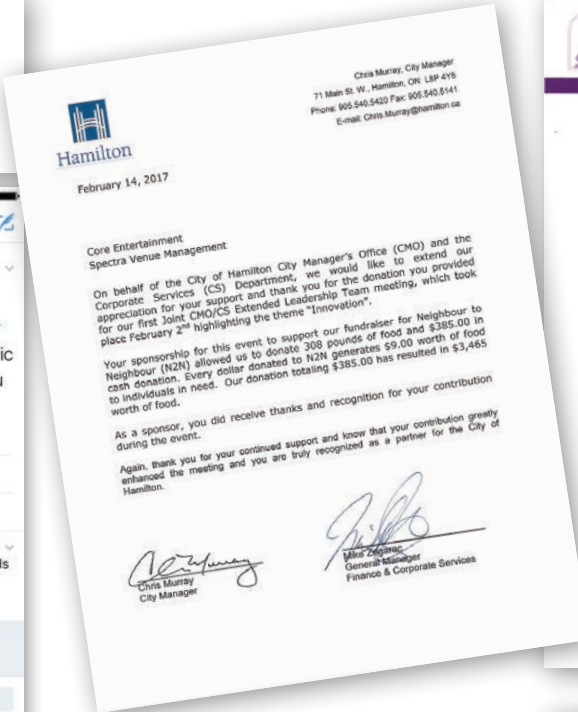 Chris Murray, City Manager
71 Main St. W., Hamilton, ON L8P 4Y5
Phone: 905.540.5420 Fax: 905.540.5141
E-mail: Chris.Murray@hamilton.ca
Hamilton
February 14, 2017
Core Entertainment
Spectra Venue Management
On behalf of the City of Hamilton City Manager's Office (CMO) and the
Corporate Services (CS) Department, we would like to extend our
appreciation for your support and thank you for the donation you provided
for our first Joint CMO/CS Extended Leadership Team meeting, which took
place February 2nd highlighting the theme "Innovation".
Your sponsorship for this event to support our fundraiser for Neighbour to
Neighbour (N2N) allowed us to donate 308 pounds of food and $385.00 in
cash donation. Every dollar donated to N2N generates $9.00 worth of food
to individuals in need. Our donation totaling $385.00 has resulted in $3,465
worth of food.
As a sponsor, you did receive thanks and recognition for your contribution
during the event.
Again, thank you for your continued support and know that your contribution greatly
enhanced the meeting and you are truly recognized as a partner for the City of
Hamilton.
Chris Murray
City Manager
Mike Zegarac
General Manager
Finance & Corporate Services
ic
ls